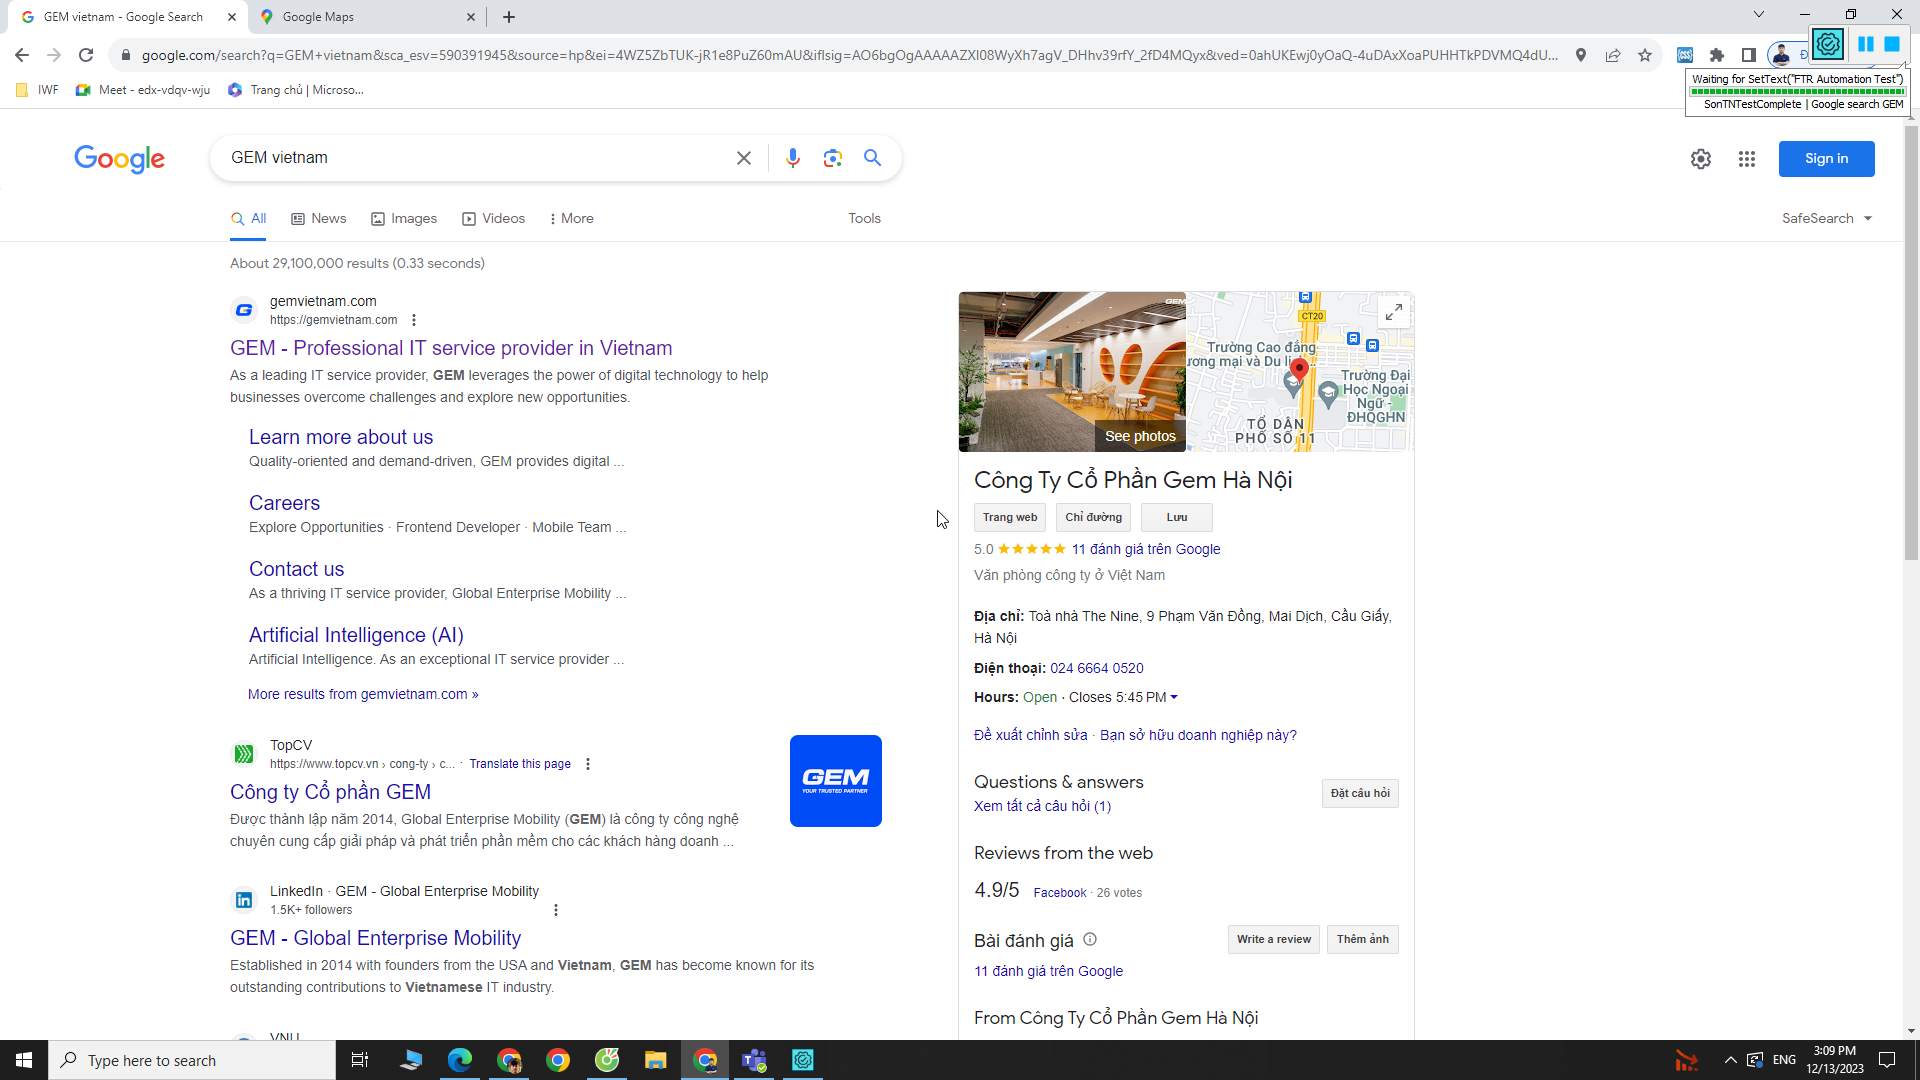 GEM vietnam - Google Search
Google Maps
google.com/search?q=GEM+vietnam&sca_esv=590391945&source=hp&ei=4WZ5ZbTUK-jR1e8PuZ60mAU&iflsig=AO6bgOgAAAAAZXl08WyXh7agV_DHhv39rfY_2fD4MQyx&ved=0ahUKEwj0yOaQ-4uDAxXoaPUHHTkPDVMQ4dU...
IWF
Meet - edx-vdqv-wju
Trang chủ | Microso...
Waiting for SetText("FTR Automation Test")
SonTNTestComplete | Google search GEM
Google
GEM vietnam
Sign in
All
News
Images
Videos
More
Tools
SafeSearch
About 29,100,000 results (0.33 seconds)
gemvietnam.com
https://gemvietnam.com
GEM - Professional IT service provider in Vietnam
As a leading IT service provider, GEM leverages the power of digital technology to help
businesses overcome challenges and explore new opportunities.
Learn more about us
Quality-oriented and demand-driven, GEM provides digital ...
Careers
Explore Opportunities · Frontend Developer · Mobile Team ...
Contact us
As a thriving IT service provider, Global Enterprise Mobility ...
Artificial Intelligence (AI)
Artificial Intelligence. As an exceptional IT service provider ...
More results from gemvietnam.com »
TopCV
https://www.topcv.vn › cong-ty › c... · Translate this page
Công ty Cổ phần GEM
Được thành lập năm 2014, Global Enterprise Mobility (GEM) là công ty công nghệ
chuyên cung cấp giải pháp và phát triển phần mềm cho các khách hàng doanh ...
GEM
YOUR TRUSTED PARTNER
LinkedIn · GEM - Global Enterprise Mobility
1.5K+ followers
GEM - Global Enterprise Mobility
Established in 2014 with founders from the USA and Vietnam, GEM has become known for its
outstanding contributions to Vietnamese IT industry.
VNU
GEM
See photos
CT20
Trường Cao đẳng
ương mại và Du lị...
Trường Đại
Học Ngoại
Ngữ -
ĐHQGHN
TỔ DÂN
PHỐ SỐ 11
Công Ty Cổ Phần Gem Hà Nội
Trang web
Chỉ đường
Lưu
5.0 ★★★★★ 11 đánh giá trên Google
Văn phòng công ty ở Việt Nam
Địa chỉ: Toà nhà The Nine, 9 Phạm Văn Đồng, Mai Dịch, Cầu Giấy,
Hà Nội
Điện thoại: 024 6664 0520
Hours: Open · Closes 5:45 PM
Đề xuất chỉnh sửa · Bạn sở hữu doanh nghiệp này?
Questions & answers
Xem tất cả câu hỏi (1)
Đặt câu hỏi
Reviews from the web
4.9/5 Facebook · 26 votes
Bài đánh giá
Write a review
Thêm ảnh
11 đánh giá trên Google
From Công Ty Cổ Phần Gem Hà Nội
Type here to search
ENG
3:09 PM
12/13/2023